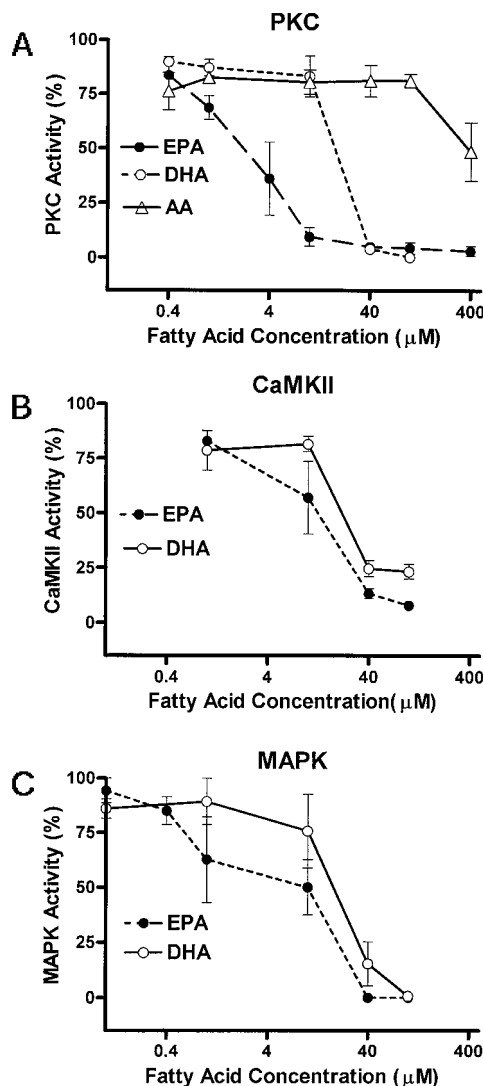 A
PKC
PKC Activity (%)
100
75
50
25
0
EPA
DHA
AA
0.4
4
40
400
Fatty Acid Concentration (μM)
B
CaMKII
CaMKII Activity (%)
100
75
50
25
0
EPA
DHA
0.4
4
40
400
Fatty Acid Concentration(μM)
C
MAPK
MAPK Activity (%)
100
75
50
25
0
EPA
DHA
0.4
4
40
400
Fatty Acid Concentration (μM)